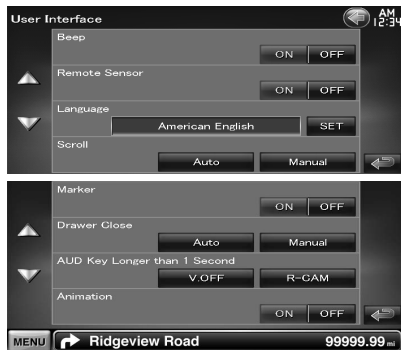 User Interface
AM
12:34
Beep
ON OFF
Remote Sensor
ON OFF
Language
American English SET
Scroll
Auto Manual
Marker
ON OFF
Drawer Close
Auto Manual
AUD Key Longer than 1 Second
V.OFF R-CAM
Animation
ON OFF
MENU Ridgeview Road 99999.99 mi